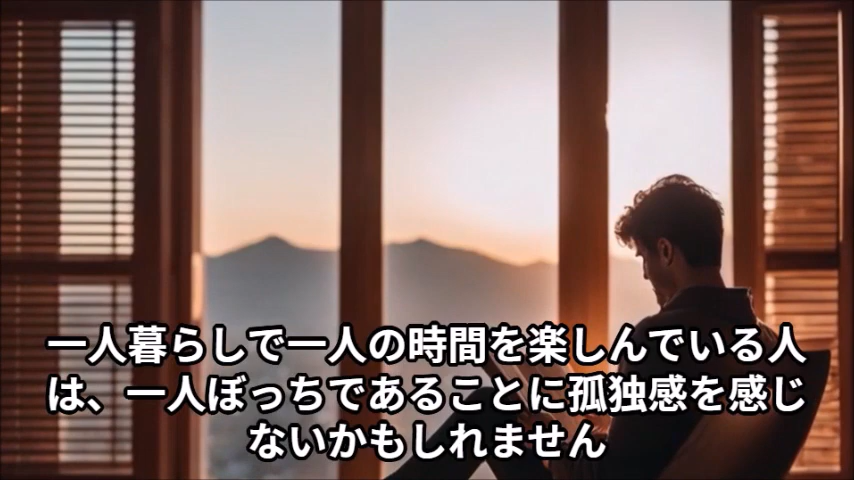 一人暮らしで一人の時間を楽しんでいる人
は、一人ぼっちであることに孤独感を感じ
ないかもしれません